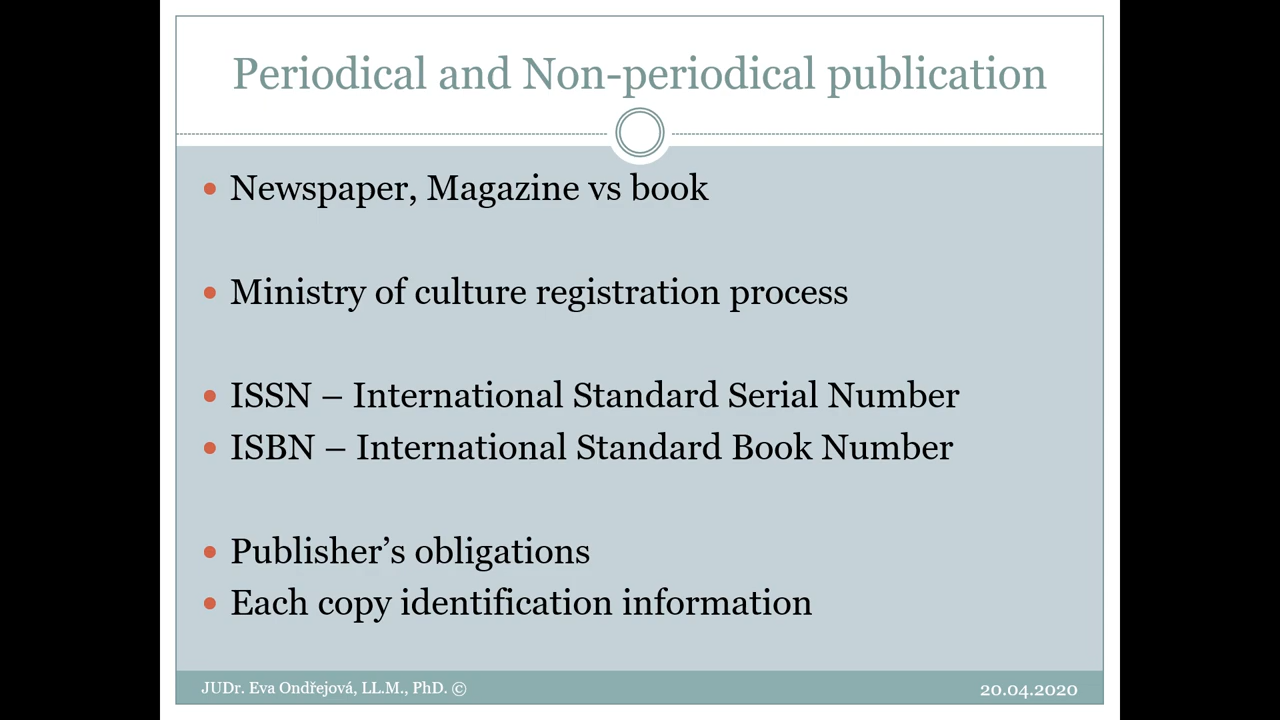 Periodical and Non-periodical publication
Newspaper, Magazine vs book
Ministry of culture registration process
ISSN – International Standard Serial Number
ISBN – International Standard Book Number
Publisher’s obligations
Each copy identification information
JUDr. Eva Ondřejová, LL.M., PhD. ©
20.04.2020